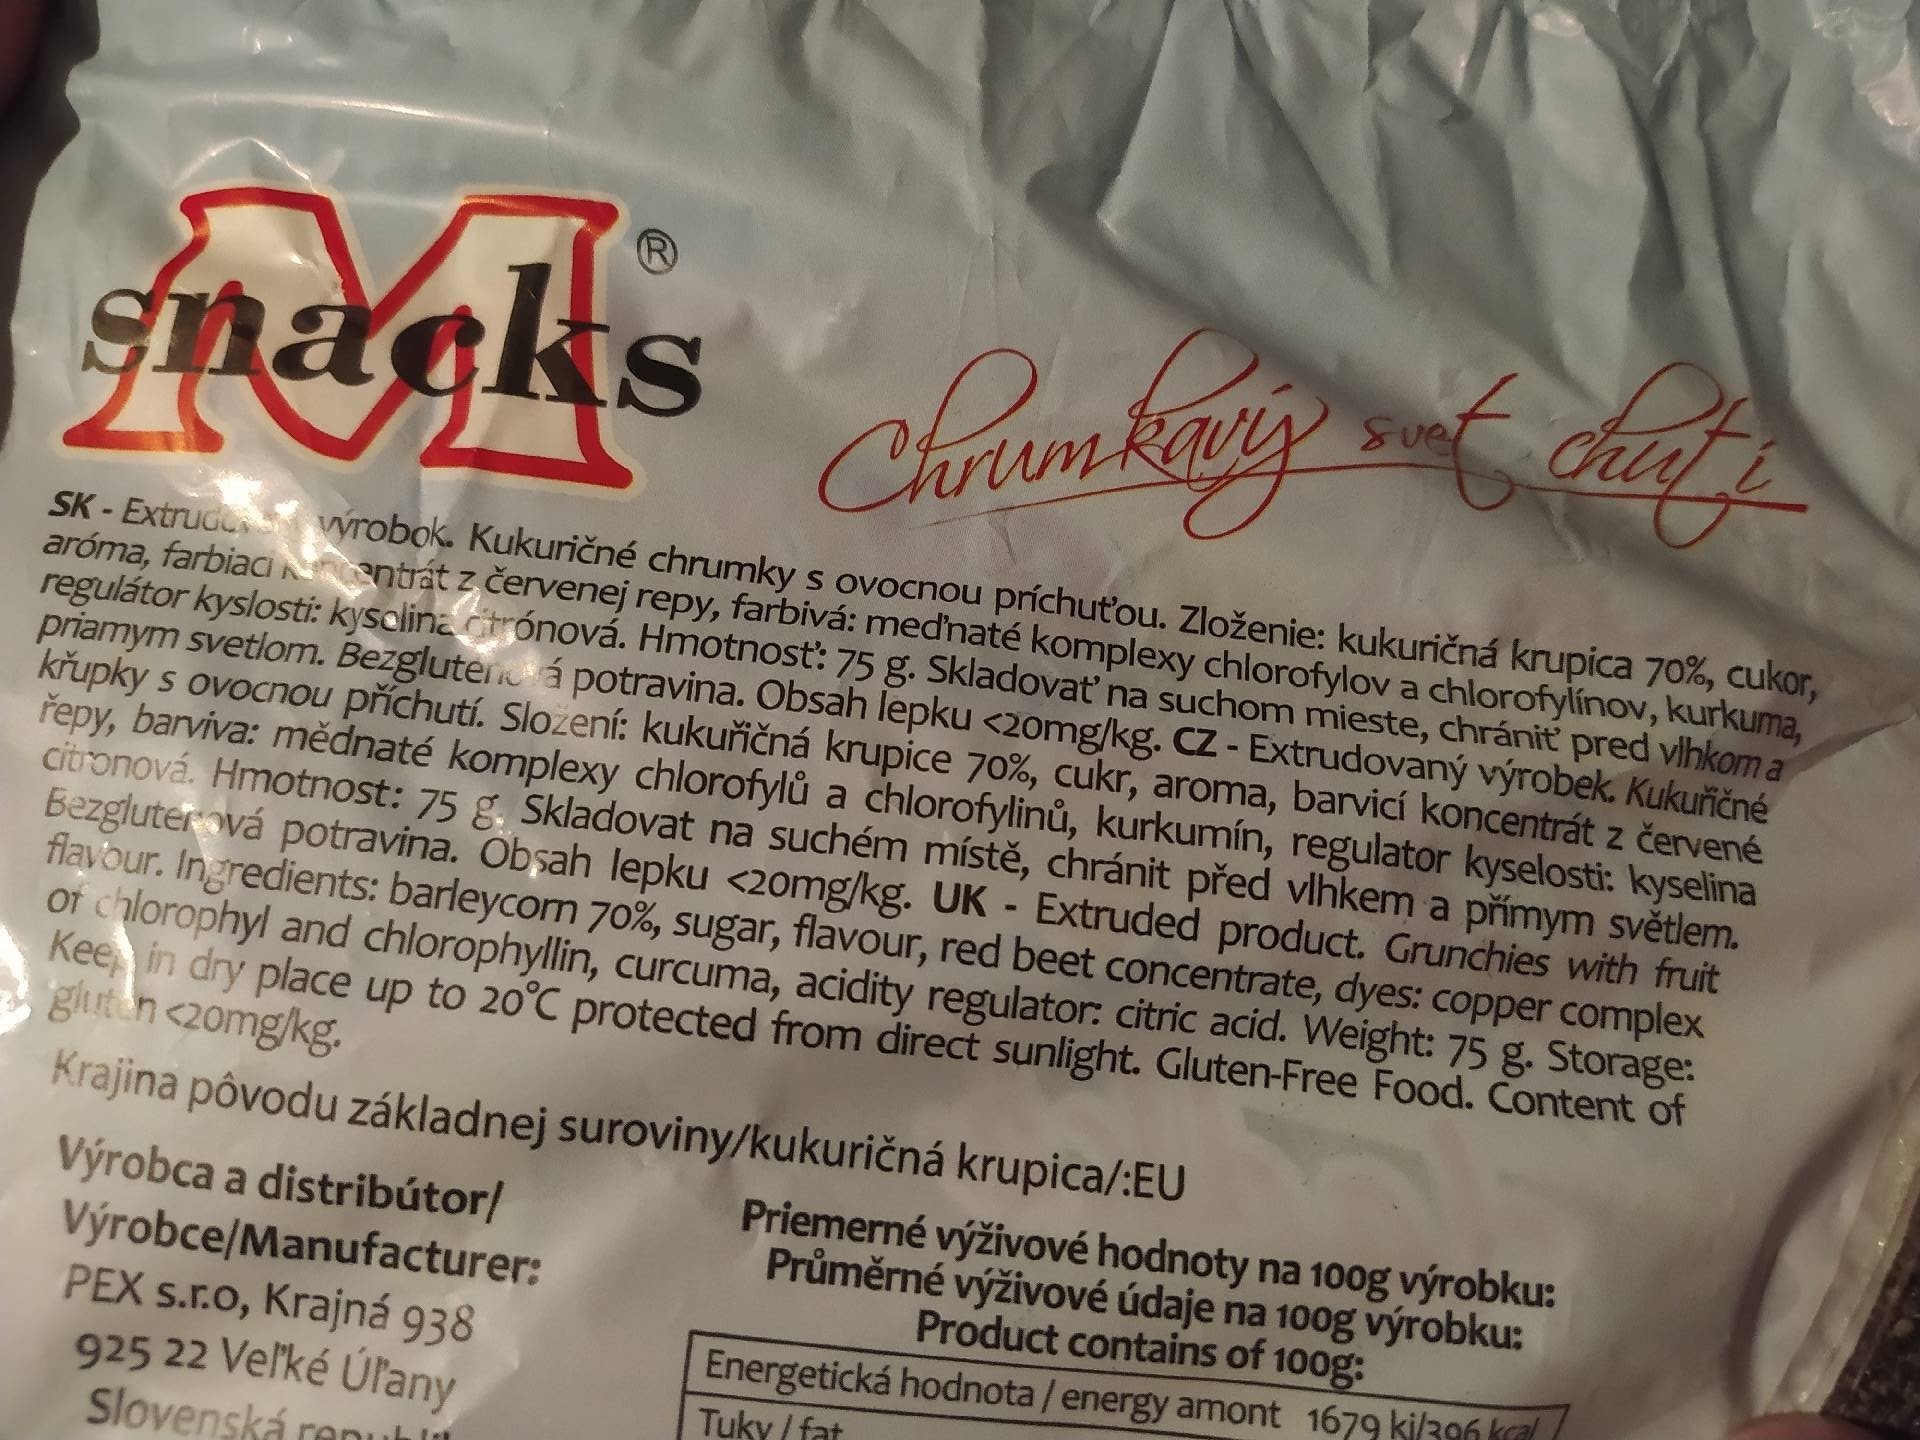 M
snacks ®
Chrumkavý svet chutí
SK - výrobok. Kukuričné chrumky s ovocnou príchuťou. Zloženie: kukuričná krupica 70%, cukor,
aróma, farbiaci z červenej repy, farbivá: meďnaté komplexy chlorofylov a chlorofylínov, kurkuma,
regulátor kyslosti: kyselina citrónová. Hmotnosť: 75 g. Skladovať na suchom mieste, chrániť pred vlhkom a
priamym svetlom. Bezgluténová potravina. Obsah lepku <20mg/kg. CZ - Extrudovaný výrobek. Kukuřičné
křupky s ovocnou příchutí. Složení: kukuřičná krupice 70%, cukr, aroma, barvicí koncentrát z červené
řepy, barviva: mědnaté komplexy chlorofylů a chlorofylinů, kurkumín, regulator kyselosti: kyselina
citronová. Hmotnost: 75 g. Skladovat na suchém místě, chránit před vlhkem a přímym světlem.
Bezglutenová potravina. Obsah lepku <20mg/kg. UK - Extruded product. Grunchies with fruit
flavour. Ingredients: barleycorn 70%, sugar, flavour, red beet concentrate, dyes: copper complex
of chlorophyl and chlorophyllin, curcuma, acidity regulator: citric acid. Weight: 75 g. Storage:
Keep in dry place up to 20°C protected from direct sunlight. Gluten-Free Food. Content of
gluten <20mg/kg.
Krajina pôvodu základnej suroviny/kukuričná krupica/:EU
Výrobca a distribútor/
Výrobce/Manufacturer:
PEX s.r.o, Krajná 938
925 22 Veľké Úľany
Slovenská
Priemerné výživové hodnoty na 100g výrobku:
Průměrné výživové údaje na 100g výrobku:
Product contains of 100g:
Energetická hodnota / energy amont 1679 kj/396 kcal
Tuky / fat